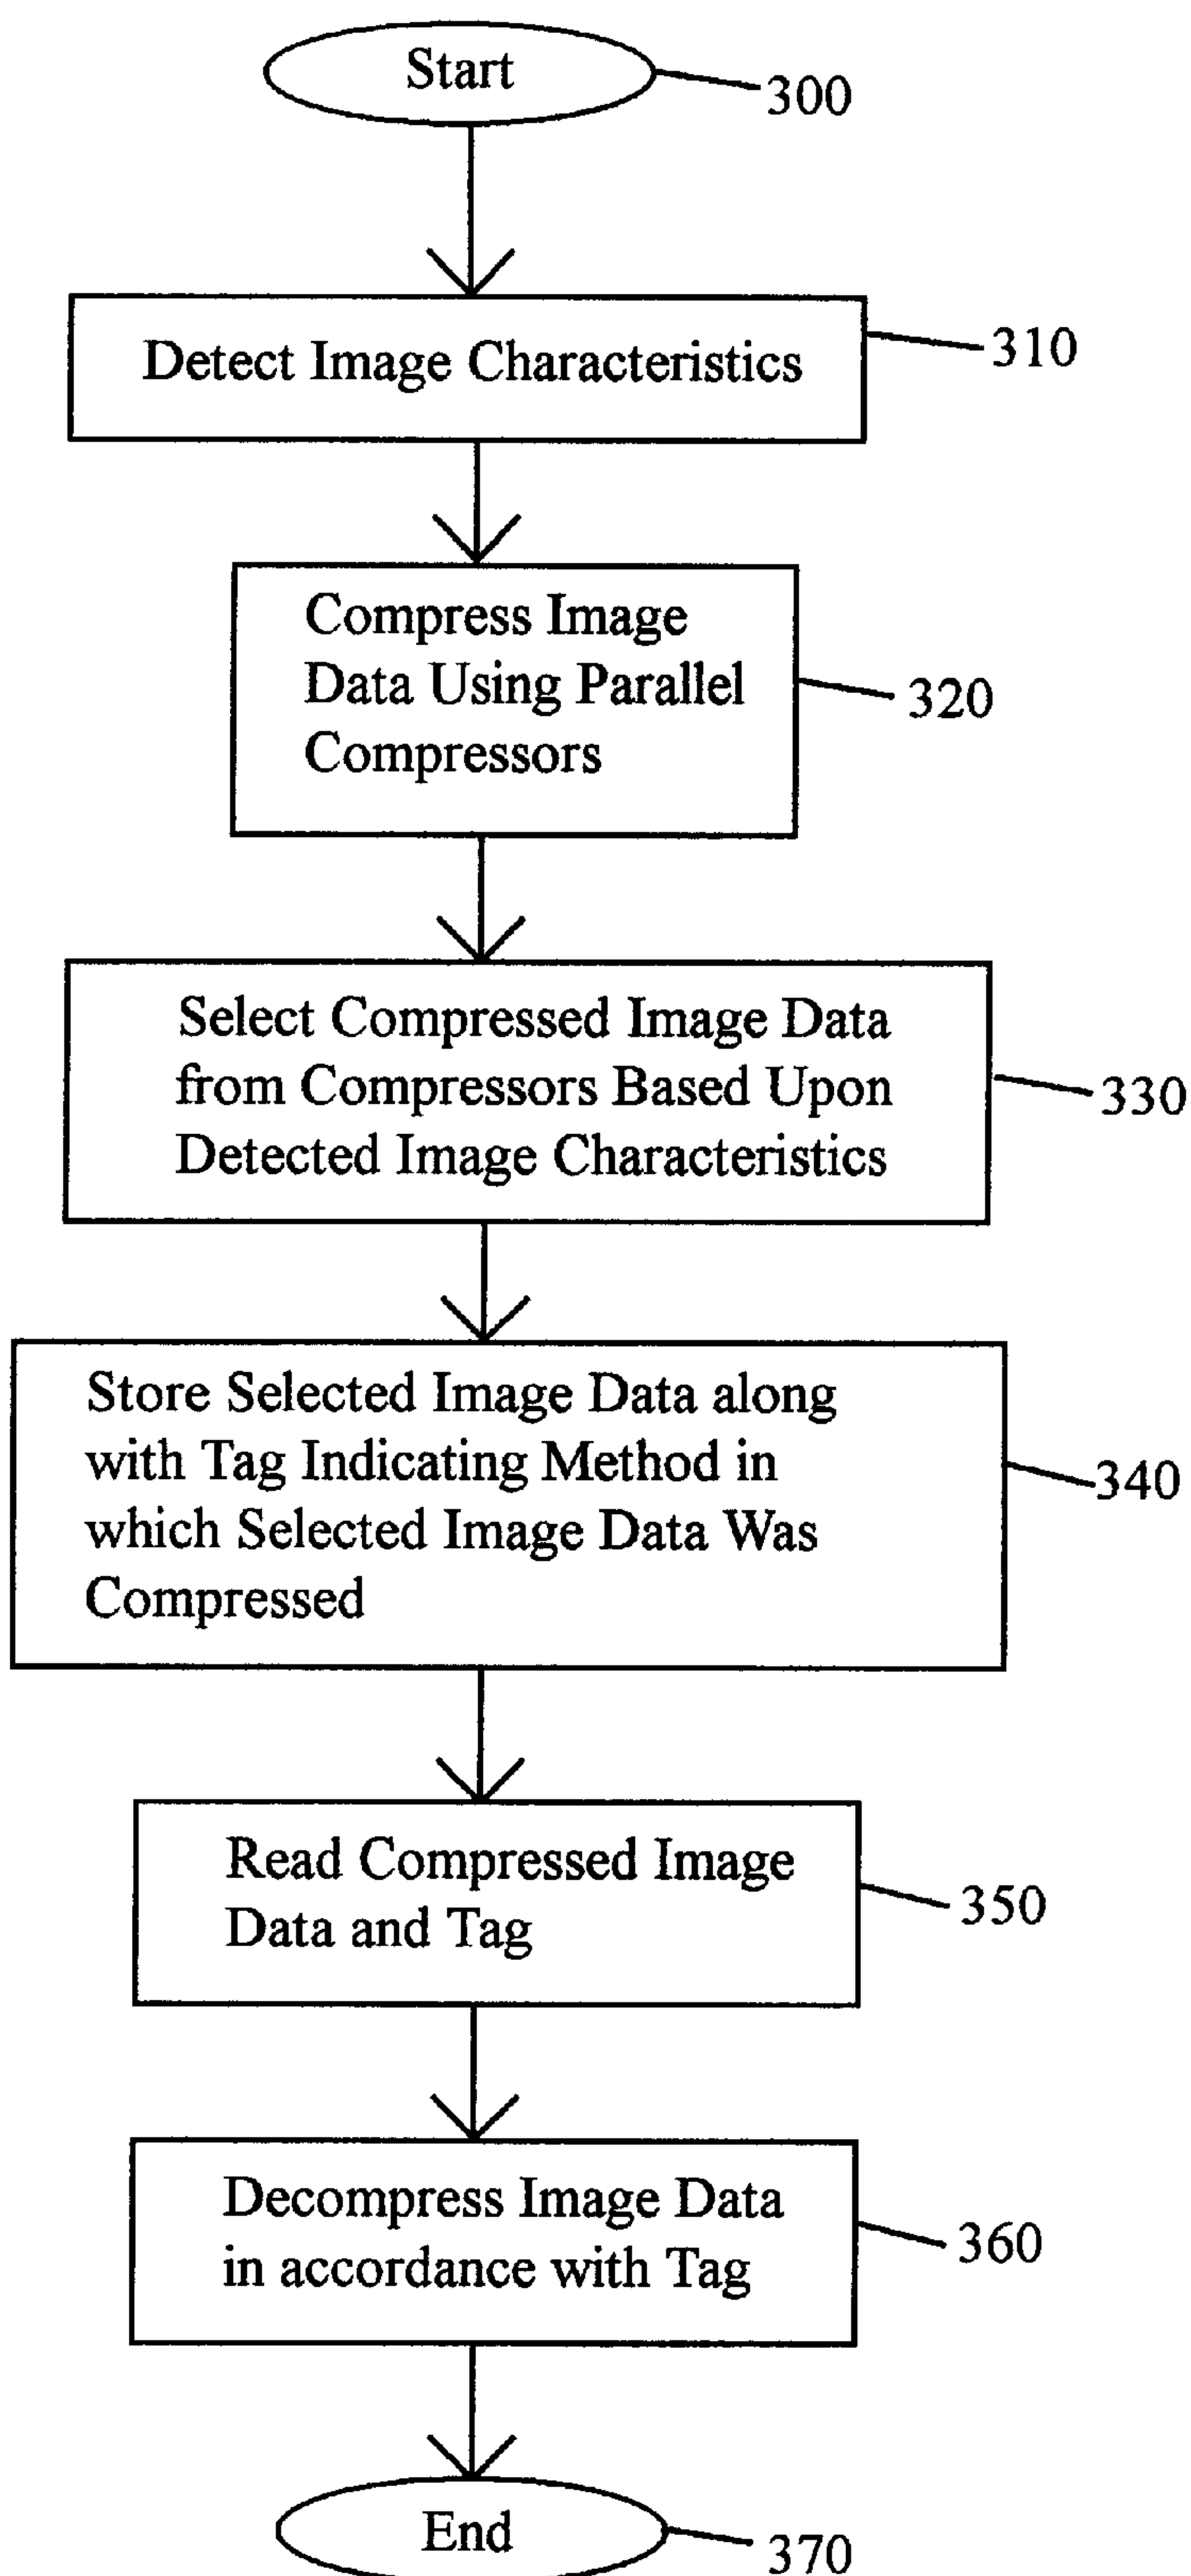 Start
300
Detect Image Characteristics
310
Compress Image
Data Using Parallel
Compressors
320
Select Compressed Image Data
from Compressors Based Upon
Detected Image Characteristics
330
Store Selected Image Data along
with Tag Indicating Method in
which Selected Image Data Was
Compressed
340
Read Compressed Image
Data and Tag
350
Decompress Image Data
in accordance with Tag
360
End
370